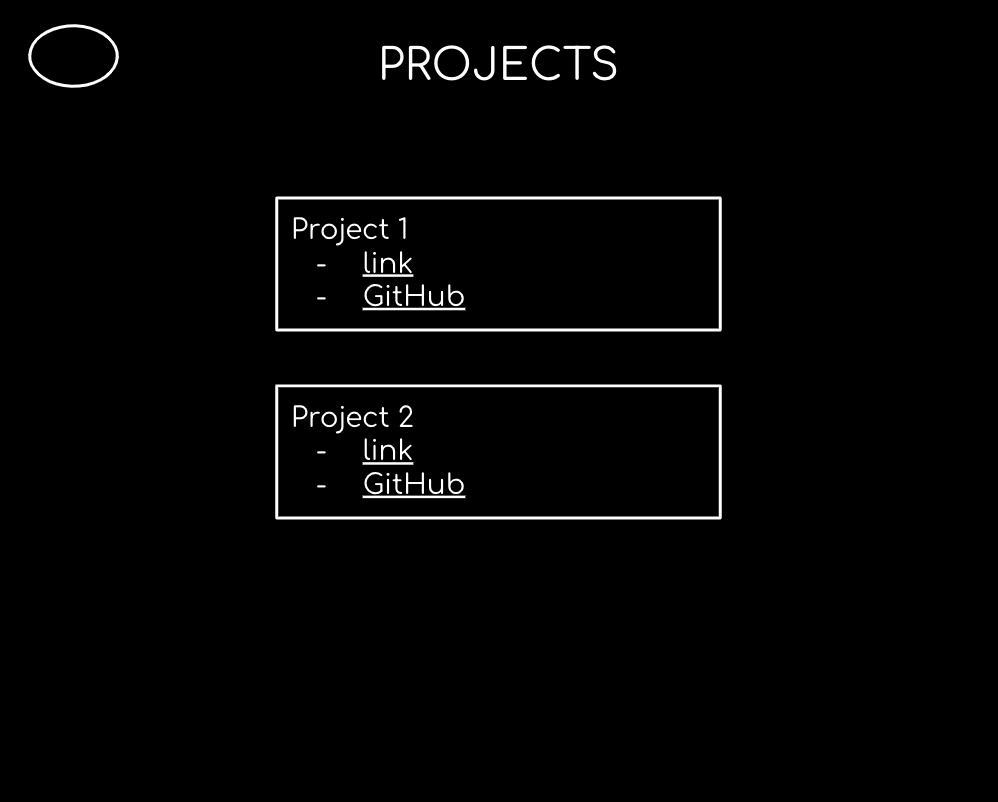 PROJECTS
Project 1
- link
- GitHub
Project 2
- link
- GitHub